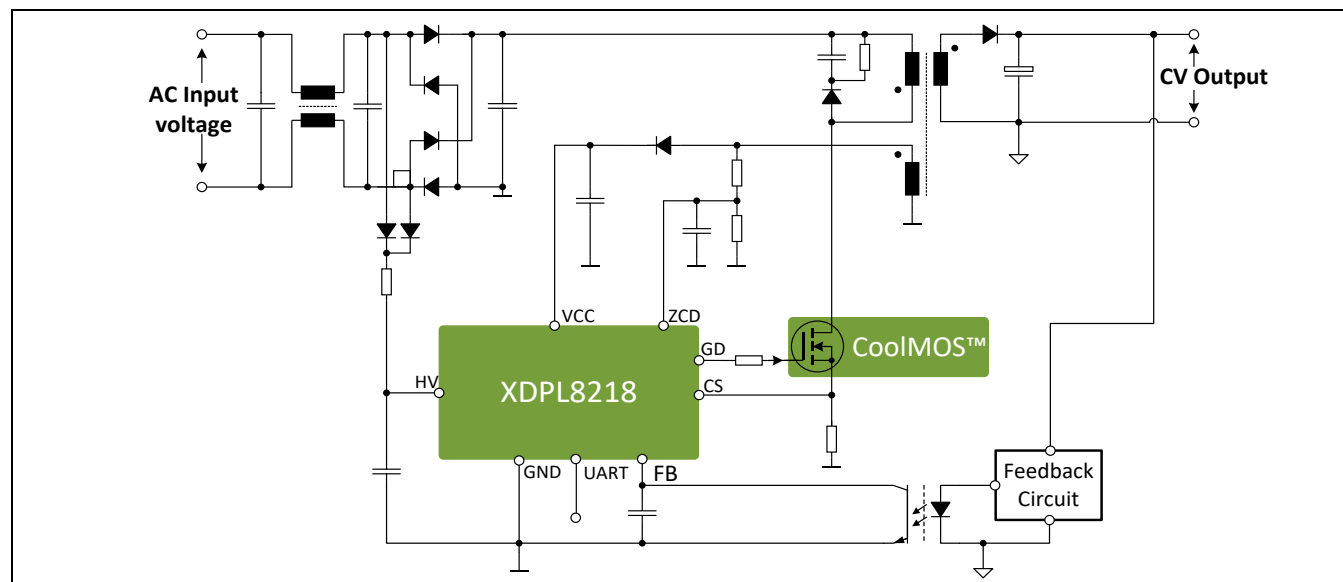 AC Input
voltage
CV Output
VCC
ZCD
GD
CoolMOS™
HV
XDPL8218
CS
GND
UART
FB
Feedback
Circuit